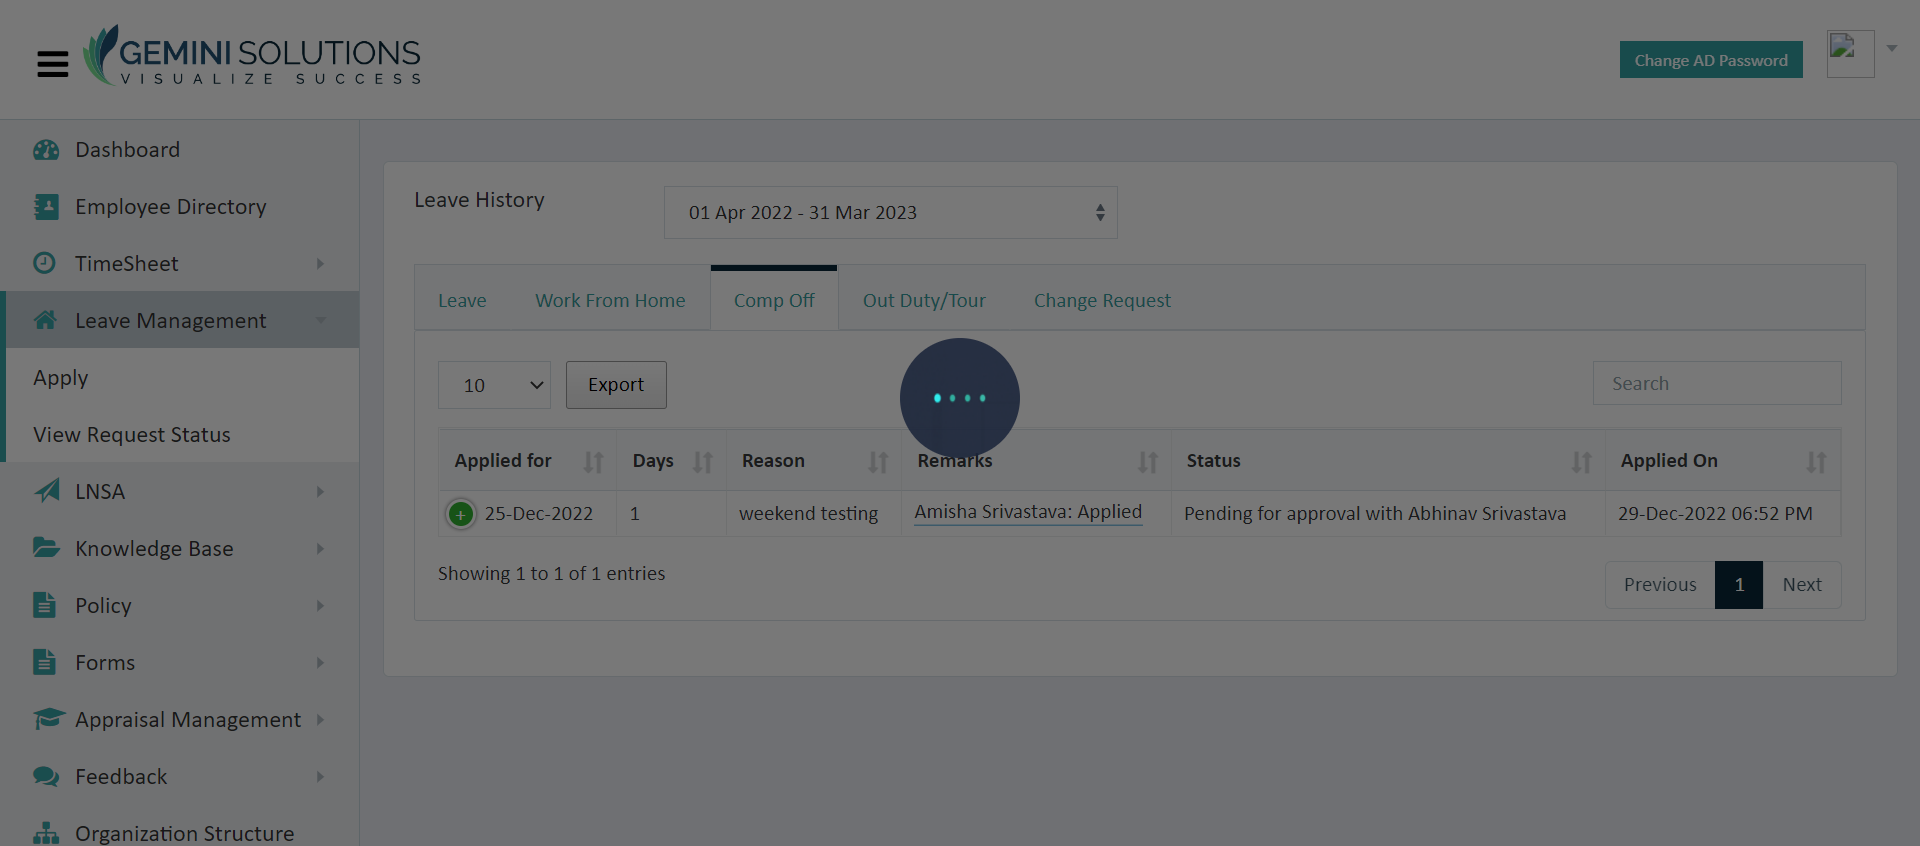 GEMINI SOLUTIONS
VISUALIZE SUCCESS
Change AD Password
Dashboard
Employee Directory
TimeSheet
Leave Management
Apply
View Request Status
LNSA
Knowledge Base
Policy
Forms
Appraisal Management
Feedback
Organization Structure
Leave History
01 Apr 2022 - 31 Mar 2023
Leave Work From Home Comp Off Out Duty/Tour Change Request
10 Export Search
Applied for Days Reason Remarks Status Applied On
25-Dec-2022 1 weekend testing Amisha Srivastava: Applied Pending for approval with Abhinav Srivastava 29-Dec-2022 06:52 PM
Showing 1 to 1 of 1 entries
Previous 1 Next